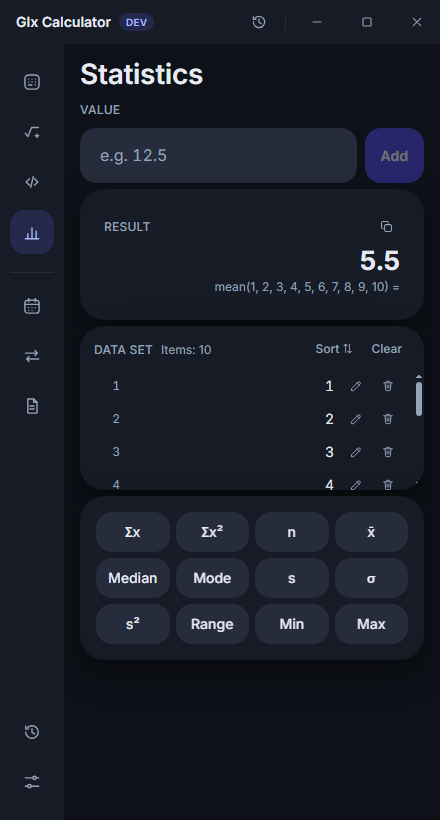 Glx Calculator DEV
Statistics
VALUE
e.g. 12.5 Add
RESULT
5.5
mean(1, 2, 3, 4, 5, 6, 7, 8, 9, 10) =
DATA SET Items: 10 Sort Clear
1 1
2 2
3 3
4 4
Σx Σx² n x̄
Median Mode s σ
s² Range Min Max